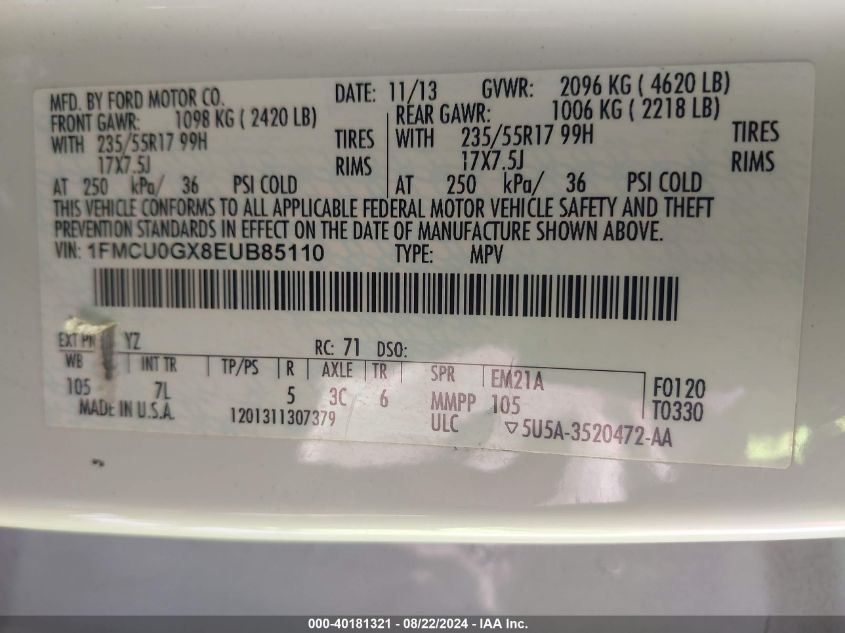 MFD. BY FORD MOTOR CO. DATE: 11/13 GVWR: 2096 KG ( 4620 LB)
FRONT GAWR: 1098 KG ( 2420 LB) REAR GAWR: 1006 KG ( 2218 LB)
WITH 235/55R17 99H TIRES WITH 235/55R17 99H TIRES
17X7.5J RIMS 17X7.5J RIMS
AT 250 kPa/ 36 PSI COLD AT 250 kPa/ 36 PSI COLD
THIS VEHICLE CONFORMS TO ALL APPLICABLE FEDERAL MOTOR VEHICLE SAFETY AND THEFT
PREVENTION STANDARDS IN EFFECT ON THE DATE OF MANUFACTURE SHOWN ABOVE.
VIN: 1FMCU0GX8EUB85110 TYPE: MPV
EXT PN YZ RC: 71 DSO:
WB INT TR TP/PS R AXLE TR SPR EM21A
105 7L 5 3C 6 MMPP 105 F0120
MADE IN U.S.A. 1201311307379 ULC ▽5U5A-3520472-AA T0330
000-40181321 - 08/22/2024 - IAA Inc.